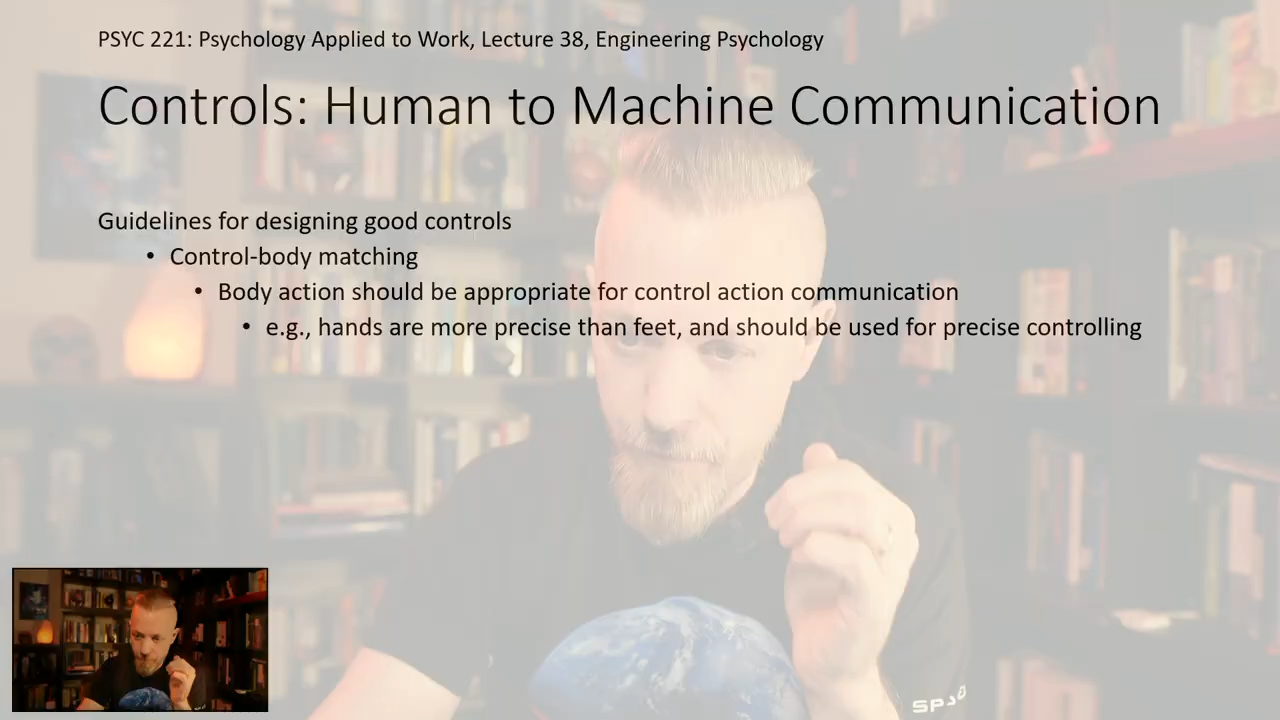 PSYC 221: Psychology Applied to Work, Lecture 38, Engineering Psychology
Controls: Human to Machine Communication
Guidelines for designing good controls
• Control-body matching
• Body action should be appropriate for control action communication
• e.g., hands are more precise than feet, and should be used for precise controlling